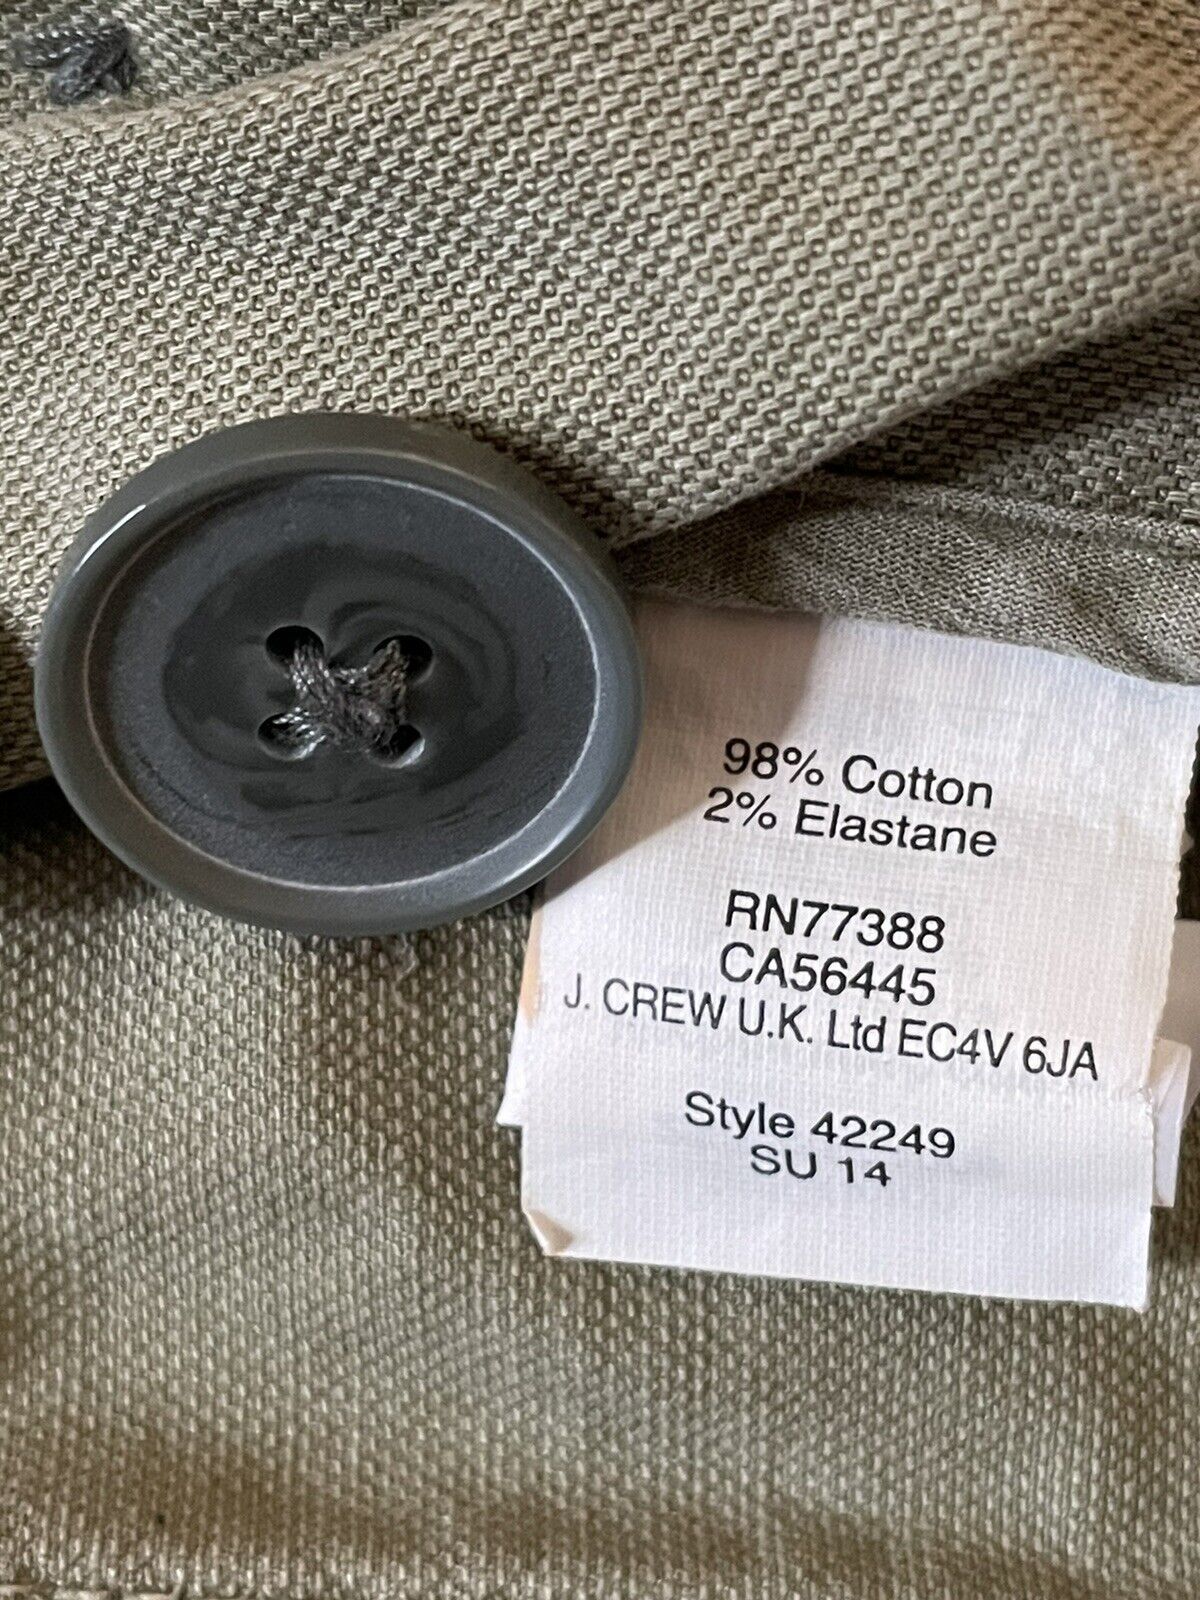 98% Cotton
2% Elastane
RN77388
CA56445
J. CREW U.K. Ltd EC4V 6JA
Style 42249
SU 14